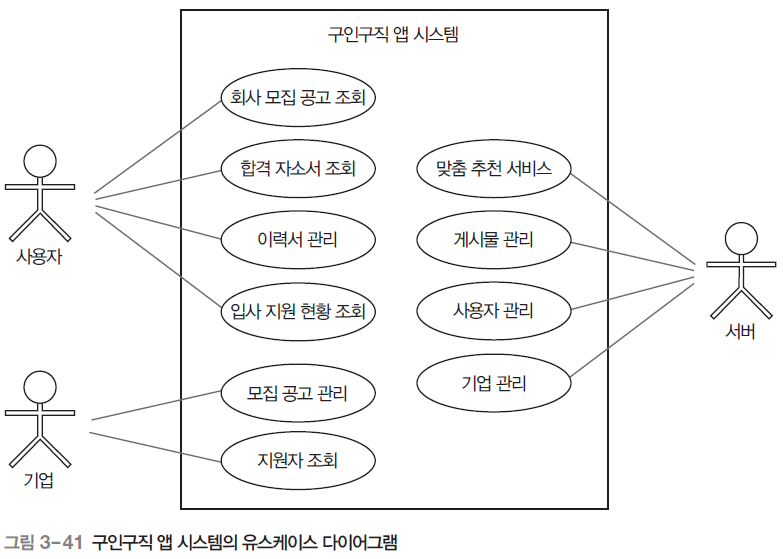 구인구직 앱 시스템
회사 모집 공고 조회
합격 자소서 조회
이력서 관리
입사 지원 현황 조회
모집 공고 관리
지원자 조회
맞춤 추천 서비스
게시물 관리
사용자 관리
기업 관리
사용자
기업
서버
그림 3-41 구인구직 앱 시스템의 유스케이스 다이어그램